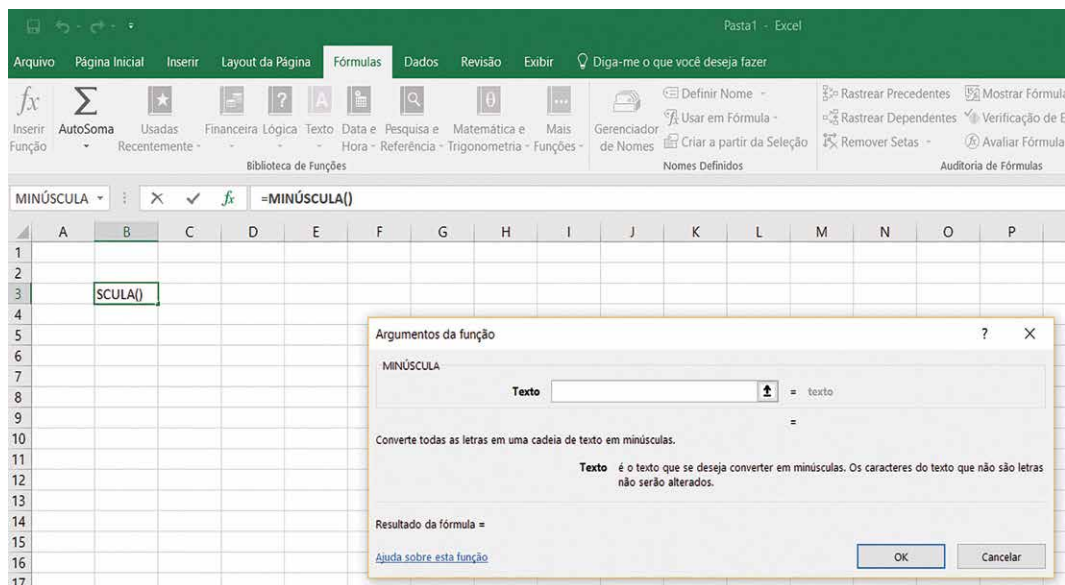 Pasta1 - Excel
Arquivo Página Inicial Inserir Layout da Página Fórmulas Dados Revisão Exibir Diga-me o que você deseja fazer
fx Σ ? A θ Definir Nome Rastrear Precedentes Mostrar Fórmula
Inserir AutoSoma Usadas Financeira Lógica Texto Data e Pesquisa e Matemática e Mais Gerenciador Usar em Fórmula Rastrear Dependentes Verificação de E
Função Recentemente Hora Referência Trigonometria Funções de Nomes Criar a partir da Seleção Remover Setas Avaliar Fórmula
Biblioteca de Funções Nomes Definidos Auditoria de Fórmulas
MINÚSCULA fx =MINÚSCULA()
A B C D E F G H I J K L M N O P
1
2
3 SCULA()
4
5 Argumentos da função ? X
6
7 MINÚSCULA
8 Texto = texto
9 =
10 Converte todas as letras em uma cadeia de texto em minúsculas.
11 Texto é o texto que se deseja converter em minúsculas. Os caracteres do texto que não são letras
12 não serão alterados.
13
14 Resultado da fórmula =
15
16 Ajuda sobre esta função OK Cancelar
17